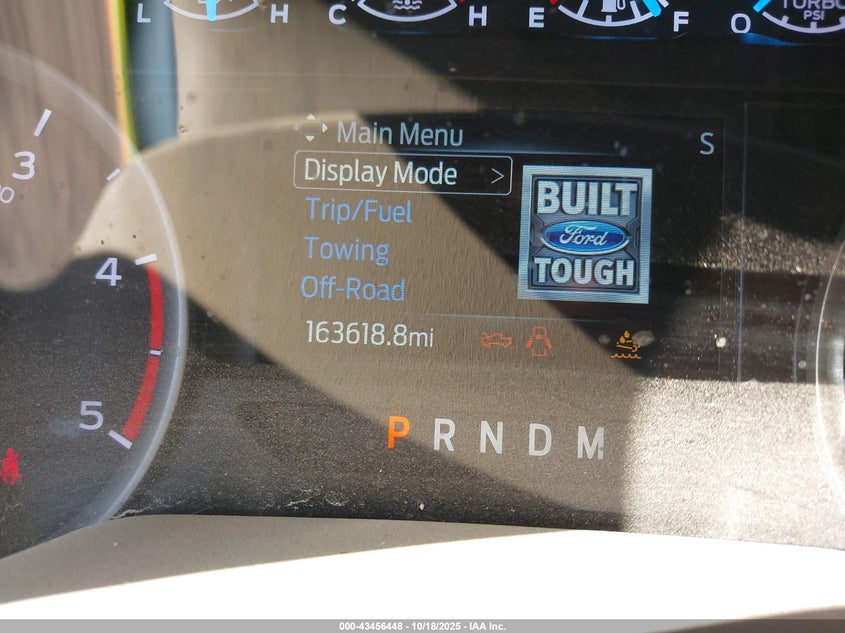 L H C H E F O TURBO
PSI
3
Main Menu S
Display Mode >
BUILT
Trip/Fuel
Ford
Towing
TOUGH
4
Off-Road
163618.8mi
5
P R N D M
000-43456448 - 10/18/2025 - IAA Inc.